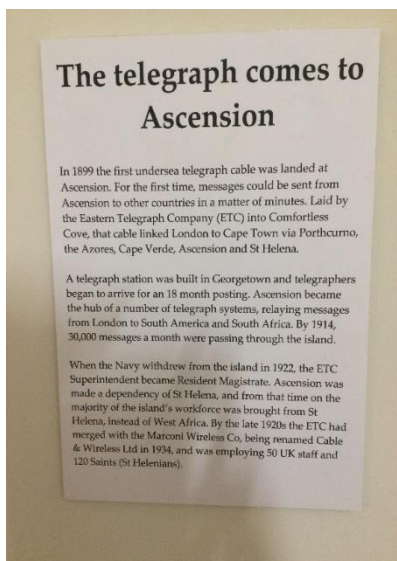 The telegraph comes to
Ascension
In 1899 the first undersea telegraph cable was landed at
Ascension. For the first time, messages could be sent from
Ascension to other countries in a matter of minutes. Laid by
the Eastern Telegraph Company (ETC) into Comfortless
Cove, that cable linked London to Cape Town via Porthcurno,
the Azores, Cape Verde, Ascension and St Helena.
A telegraph station was built in Georgetown and telegraphers
began to arrive for an 18 month posting. Ascension became
the hub of a number of telegraph systems, relaying messages
from London to South America and South Africa. By 1914,
30,000 messages a month were passing through the island.
When the Navy withdrew from the island in 1922, the ETC
Superintendent became Resident Magistrate. Ascension was
made a dependency of St Helena, and from that time on the
majority of the island's workforce was brought from St
Helena, instead of West Africa. By the late 1920s the ETC had
merged with the Marconi Wireless Co, being renamed Cable
& Wireless Ltd in 1934, and was employing 50 UK staff and
120 Saints (St Helenians).